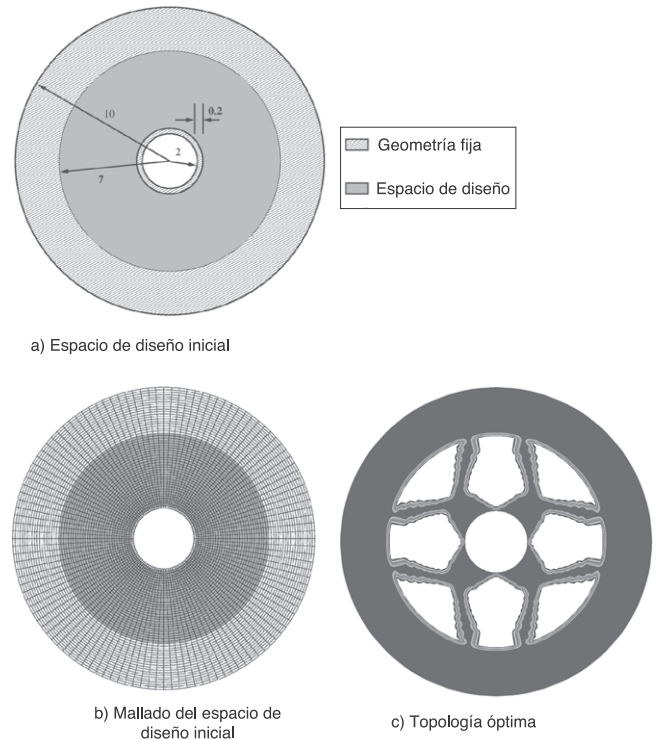 10
0.2
2
7
Geometría fija
Espacio de diseño
a) Espacio de diseño inicial
b) Mallado del espacio de
diseño inicial
c) Topología óptima